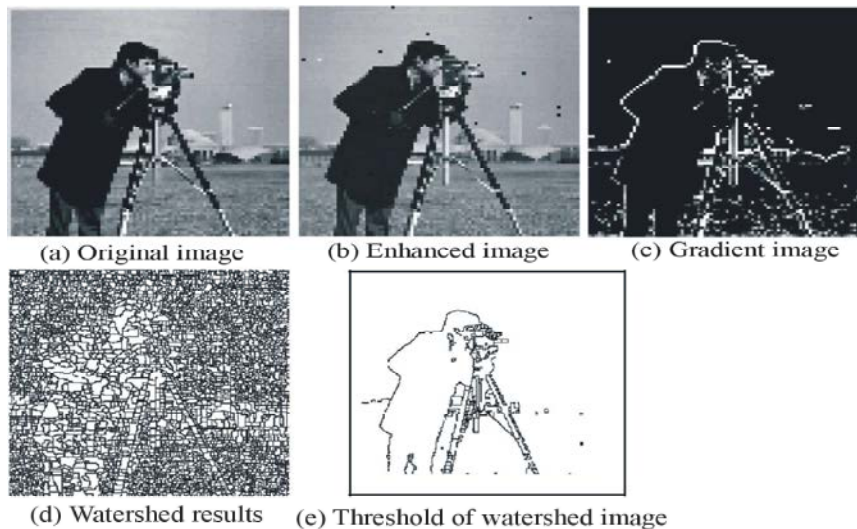 (a) Original image
(b) Enhanced image
(c) Gradient image
(d) Watershed results
(e) Threshold of watershed image